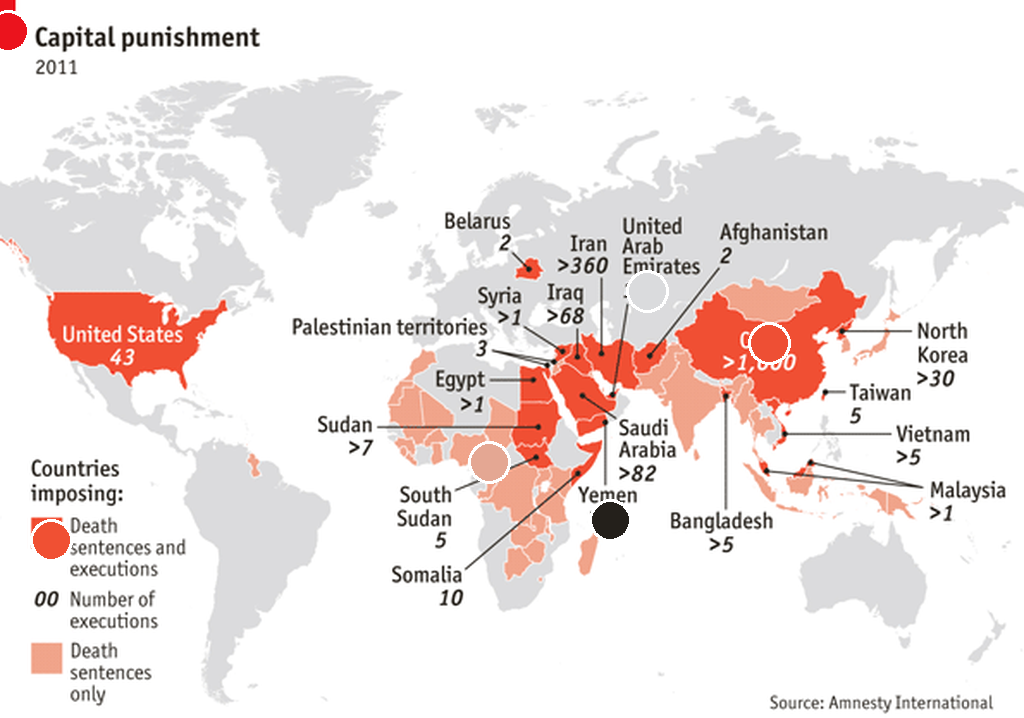 Capital punishment
2011
Belarus
2
Iran
>360
United
Arab
Emirates
Afghanistan
2
Syria
>1
Iraq
>68
Palestinian territories
3
United States
43
>1,000
North
Korea
>30
Egypt
>1
Taiwan
5
Sudan
>7
Saudi
Arabia
>82
Vietnam
>5
Countries
imposing:
South
Sudan
5
Yemen
Malaysia
>1
Bangladesh
>5
Death
sentences and
executions
Somalia
10
00 Number of
executions
Death
sentences
only
Source: Amnesty International